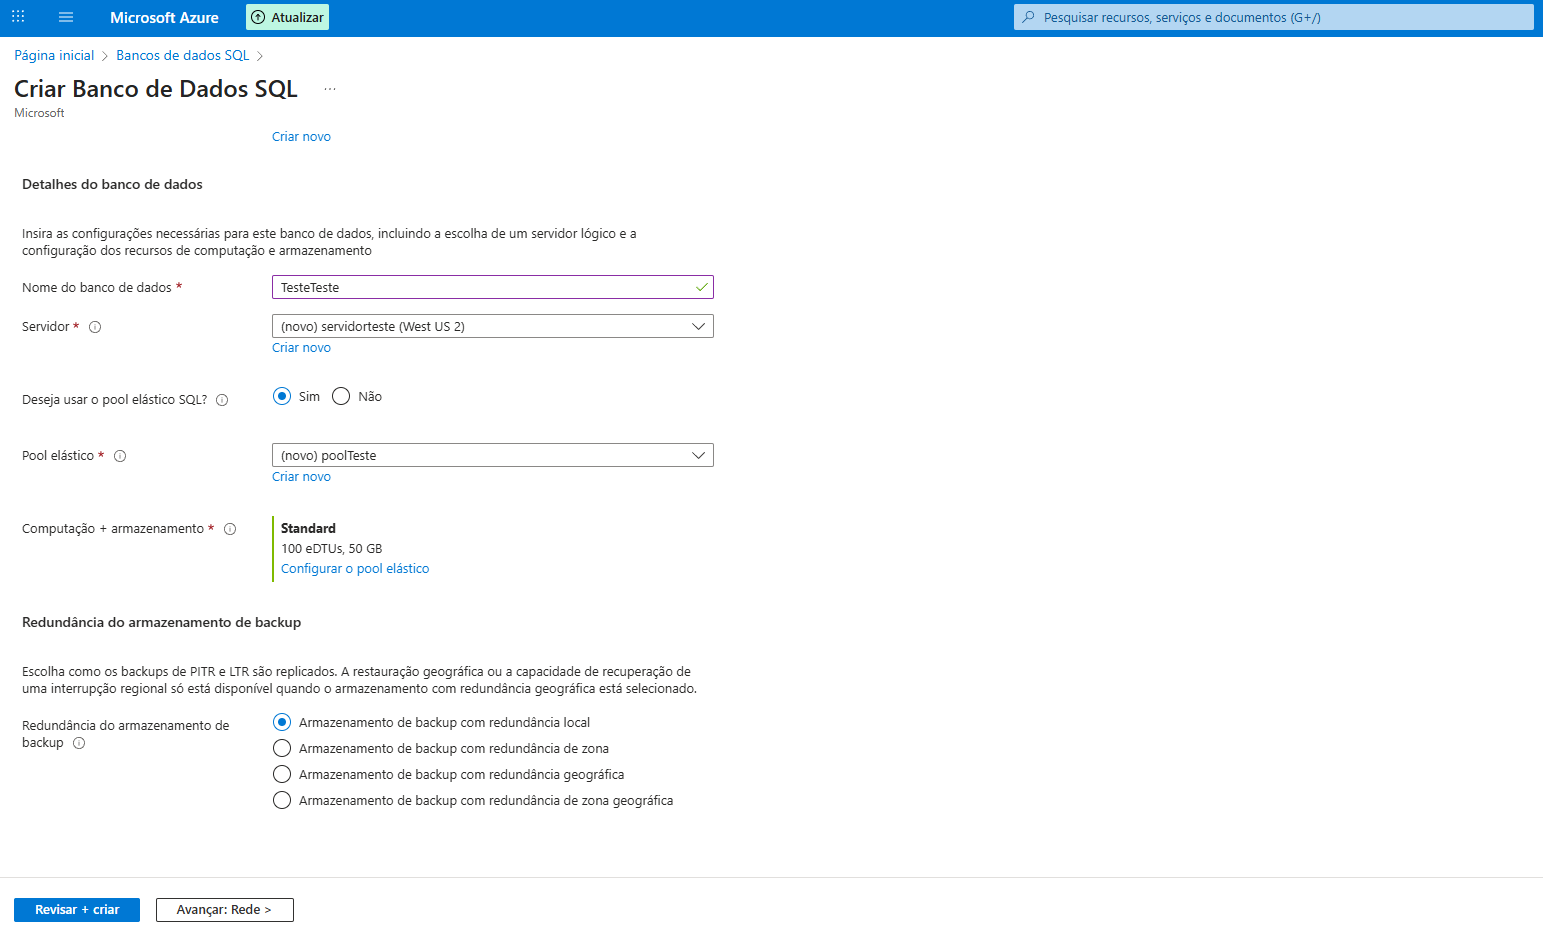 Microsoft Azure
Atualizar
Pesquisar recursos, serviços e documentos (G+/)
Página inicial
Bancos de dados SQL
Criar Banco de Dados SQL
...
Microsoft
Criar novo
Detalhes do banco de dados
Insira as configurações necessárias para este banco de dados, incluindo a escolha de um servidor lógico e a
configuração dos recursos de computação e armazenamento
Nome do banco de dados *
TesteTeste
Servidor *
(novo) servidorteste (West US 2)
Criar novo
Deseja usar o pool elástico SQL?
Sim
Não
Pool elástico *
(novo) poolTeste
Criar novo
Computação + armazenamento *
Standard
100 eDTUs, 50 GB
Configurar o pool elástico
Redundância do armazenamento de backup
Escolha como os backups de PITR e LTR são replicados. A restauração geográfica ou a capacidade de recuperação de
uma interrupção regional só está disponível quando o armazenamento com redundância geográfica está selecionado.
Redundância do armazenamento de
backup
Armazenamento de backup com redundância local
Armazenamento de backup com redundância de zona
Armazenamento de backup com redundância geográfica
Armazenamento de backup com redundância de zona geográfica
Revisar + criar
Avançar: Rede >